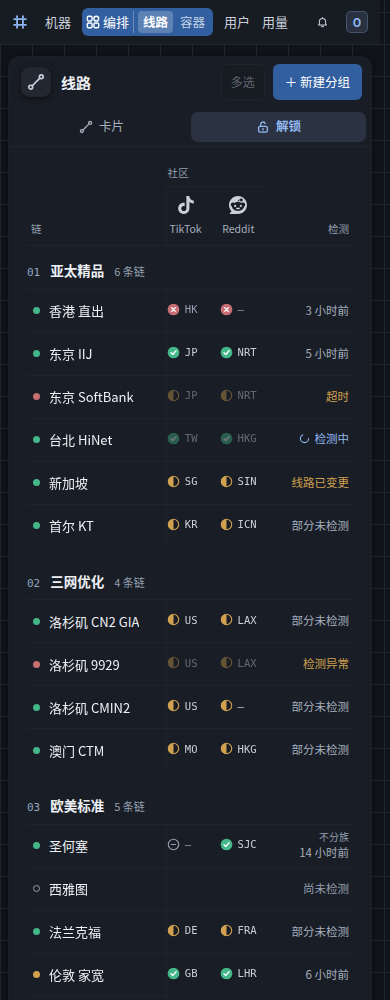 机器 编排 线路 容器 用户 用量 O
线路 多选 + 新建分组
卡片 解锁
社区
链 TikTok Reddit 检测
01 亚太精品 6 条链
香港 直出 HK – 3 小时前
东京 IIJ JP NRT 5 小时前
东京 SoftBank JP NRT 超时
台北 HiNet TW HKG 检测中
新加坡 SG SIN 线路已变更
首尔 KT KR ICN 部分未检测
02 三网优化 4 条链
洛杉矶 CN2 GIA US LAX 部分未检测
洛杉矶 9929 US LAX 检测异常
洛杉矶 CMIN2 US – 部分未检测
澳门 CTM MO HKG 部分未检测
03 欧美标准 5 条链
圣何塞 – SJC 不分族
14 小时前
西雅图 尚未检测
法兰克福 DE FRA 部分未检测
伦敦 家宽 GB LHR 6 小时前